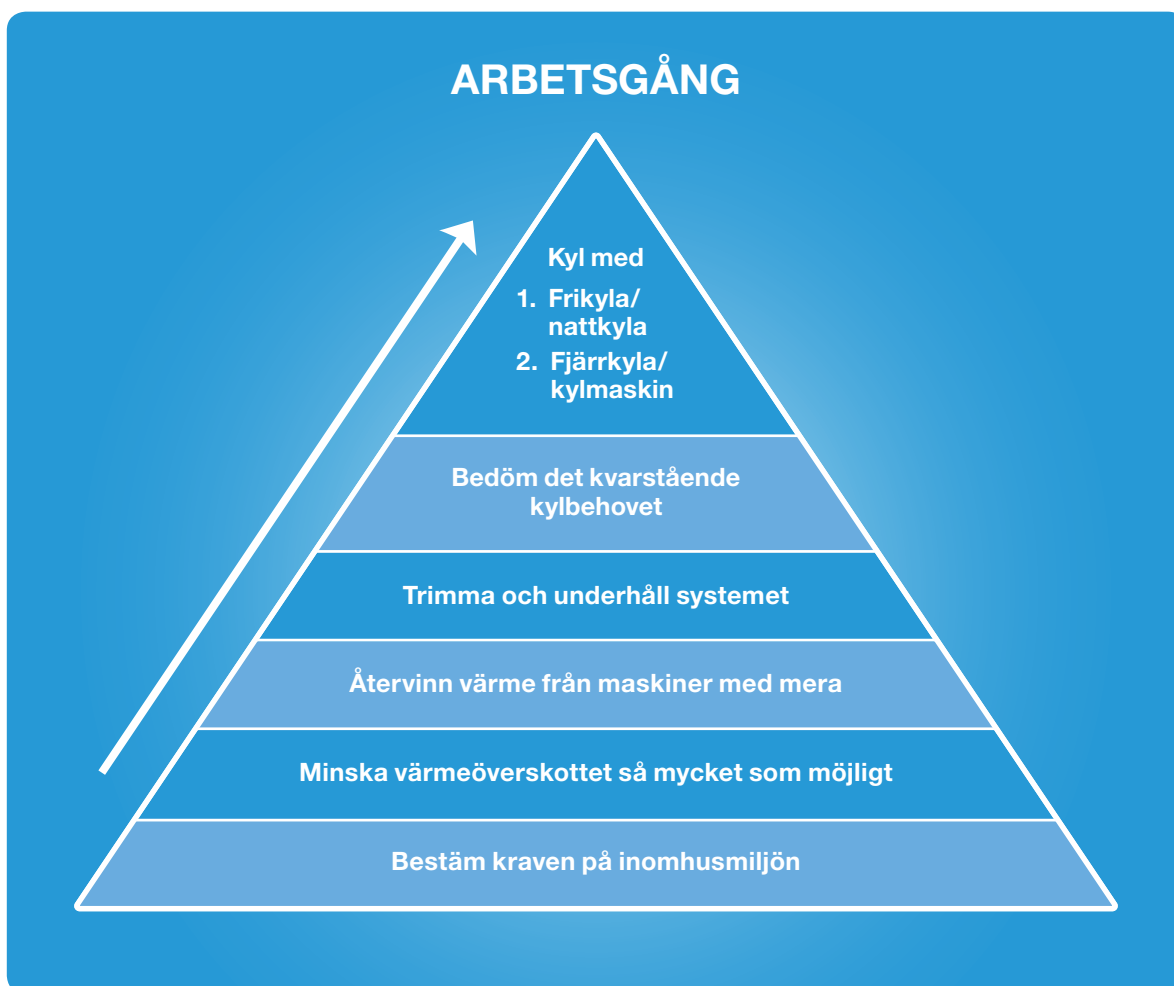 ARBETSGÅNG
Kyl med
1. Frikyla/
nattkyla
2. Fjärrkyla/
kylmaskin
Bedöm det kvarstående
kylbehovet
Trimma och underhåll systemet
Återvinn värme från maskiner med mera
Minska värmeöverskottet så mycket som möjligt
Bestäm kraven på inomhusmiljön